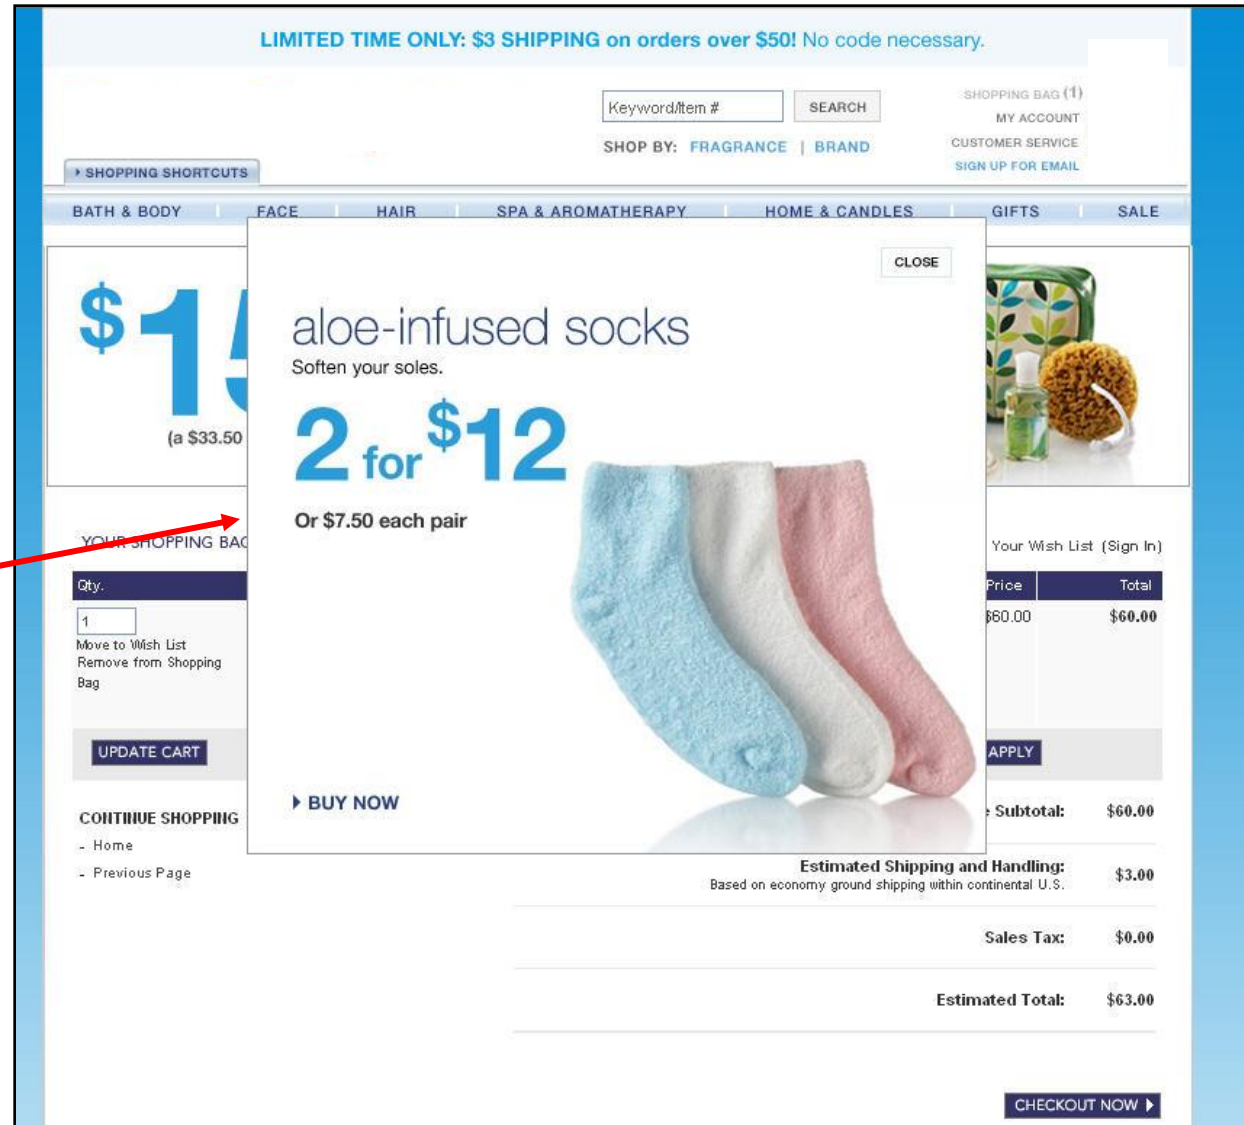 LIMITED TIME ONLY: $3 SHIPPING on orders over $50! No code necessary.
Keyword/Item #
SEARCH
SHOPPING BAG (1)
MY ACCOUNT
SHOP BY: FRAGRANCE | BRAND
CUSTOMER SERVICE
SIGN UP FOR EMAIL
SHOPPING SHORTCUTS
BATH & BODY FACE HAIR SPA & AROMATHERAPY HOME & CANDLES GIFTS SALE
CLOSE
$15
(a $33.50
aloe-infused socks
Soften your soles.
2 for $12
Or $7.50 each pair
BUY NOW
YOUR SHOPPING BAG
Your Wish List (Sign In)
Qty. Price Total
1 $60.00 $60.00
Move to Wish List
Remove from Shopping
Bag
UPDATE CART
APPLY
CONTINUE SHOPPING
- Home
- Previous Page
Subtotal: $60.00
Estimated Shipping and Handling: $3.00
Based on economy ground shipping within continental U.S.
Sales Tax: $0.00
Estimated Total: $63.00
CHECKOUT NOW